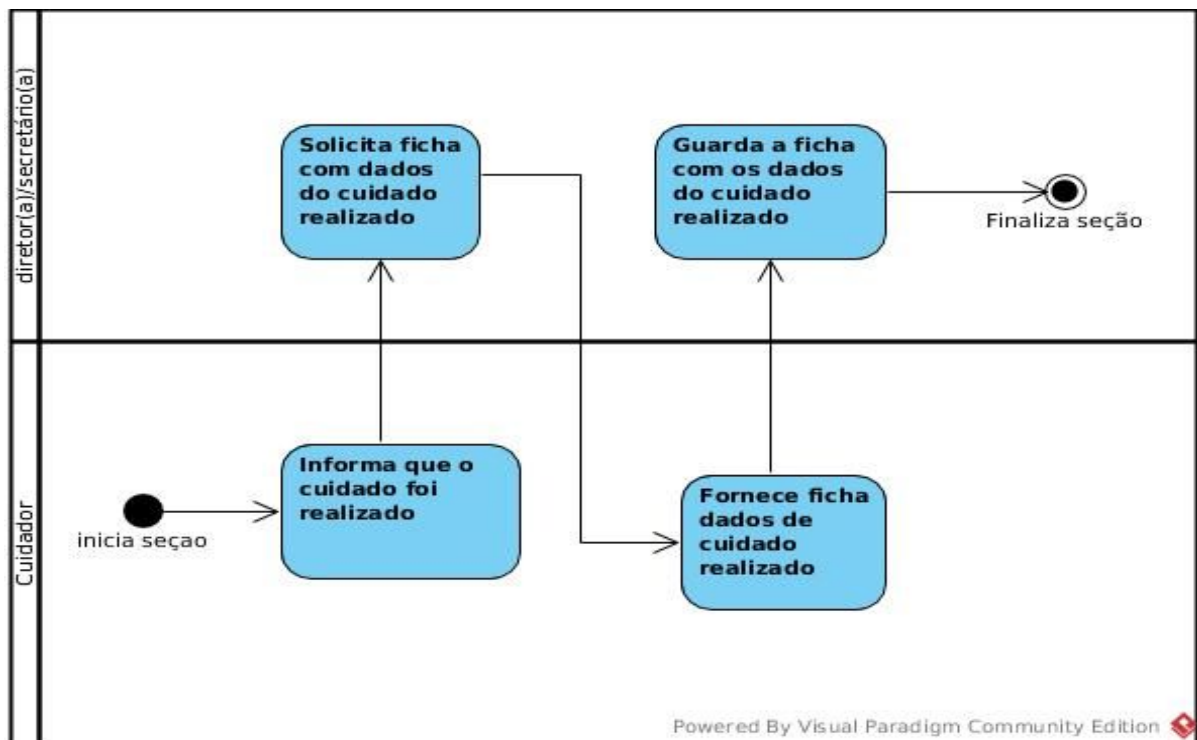 diretor(a)/secretário(a)
Solicita ficha
com dados
do cuidado
realizado
Guarda a ficha
com os dados
do cuidado
realizado
Finaliza seção
Cuidador
inicia seçao
Informa que o
cuidado foi
realizado
Fornece ficha
dados de
cuidado
realizado
Powered By Visual Paradigm Community Edition